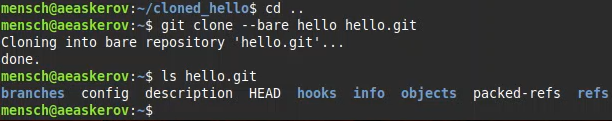 mensch@aeaskerov:~/cloned_hello$ cd ..
mensch@aeaskerov:~$ git clone --bare hello hello.git
Cloning into bare repository 'hello.git'...
done.
mensch@aeaskerov:~$ ls hello.git
branches config description HEAD hooks info objects packed-refs refs
mensch@aeaskerov:~$